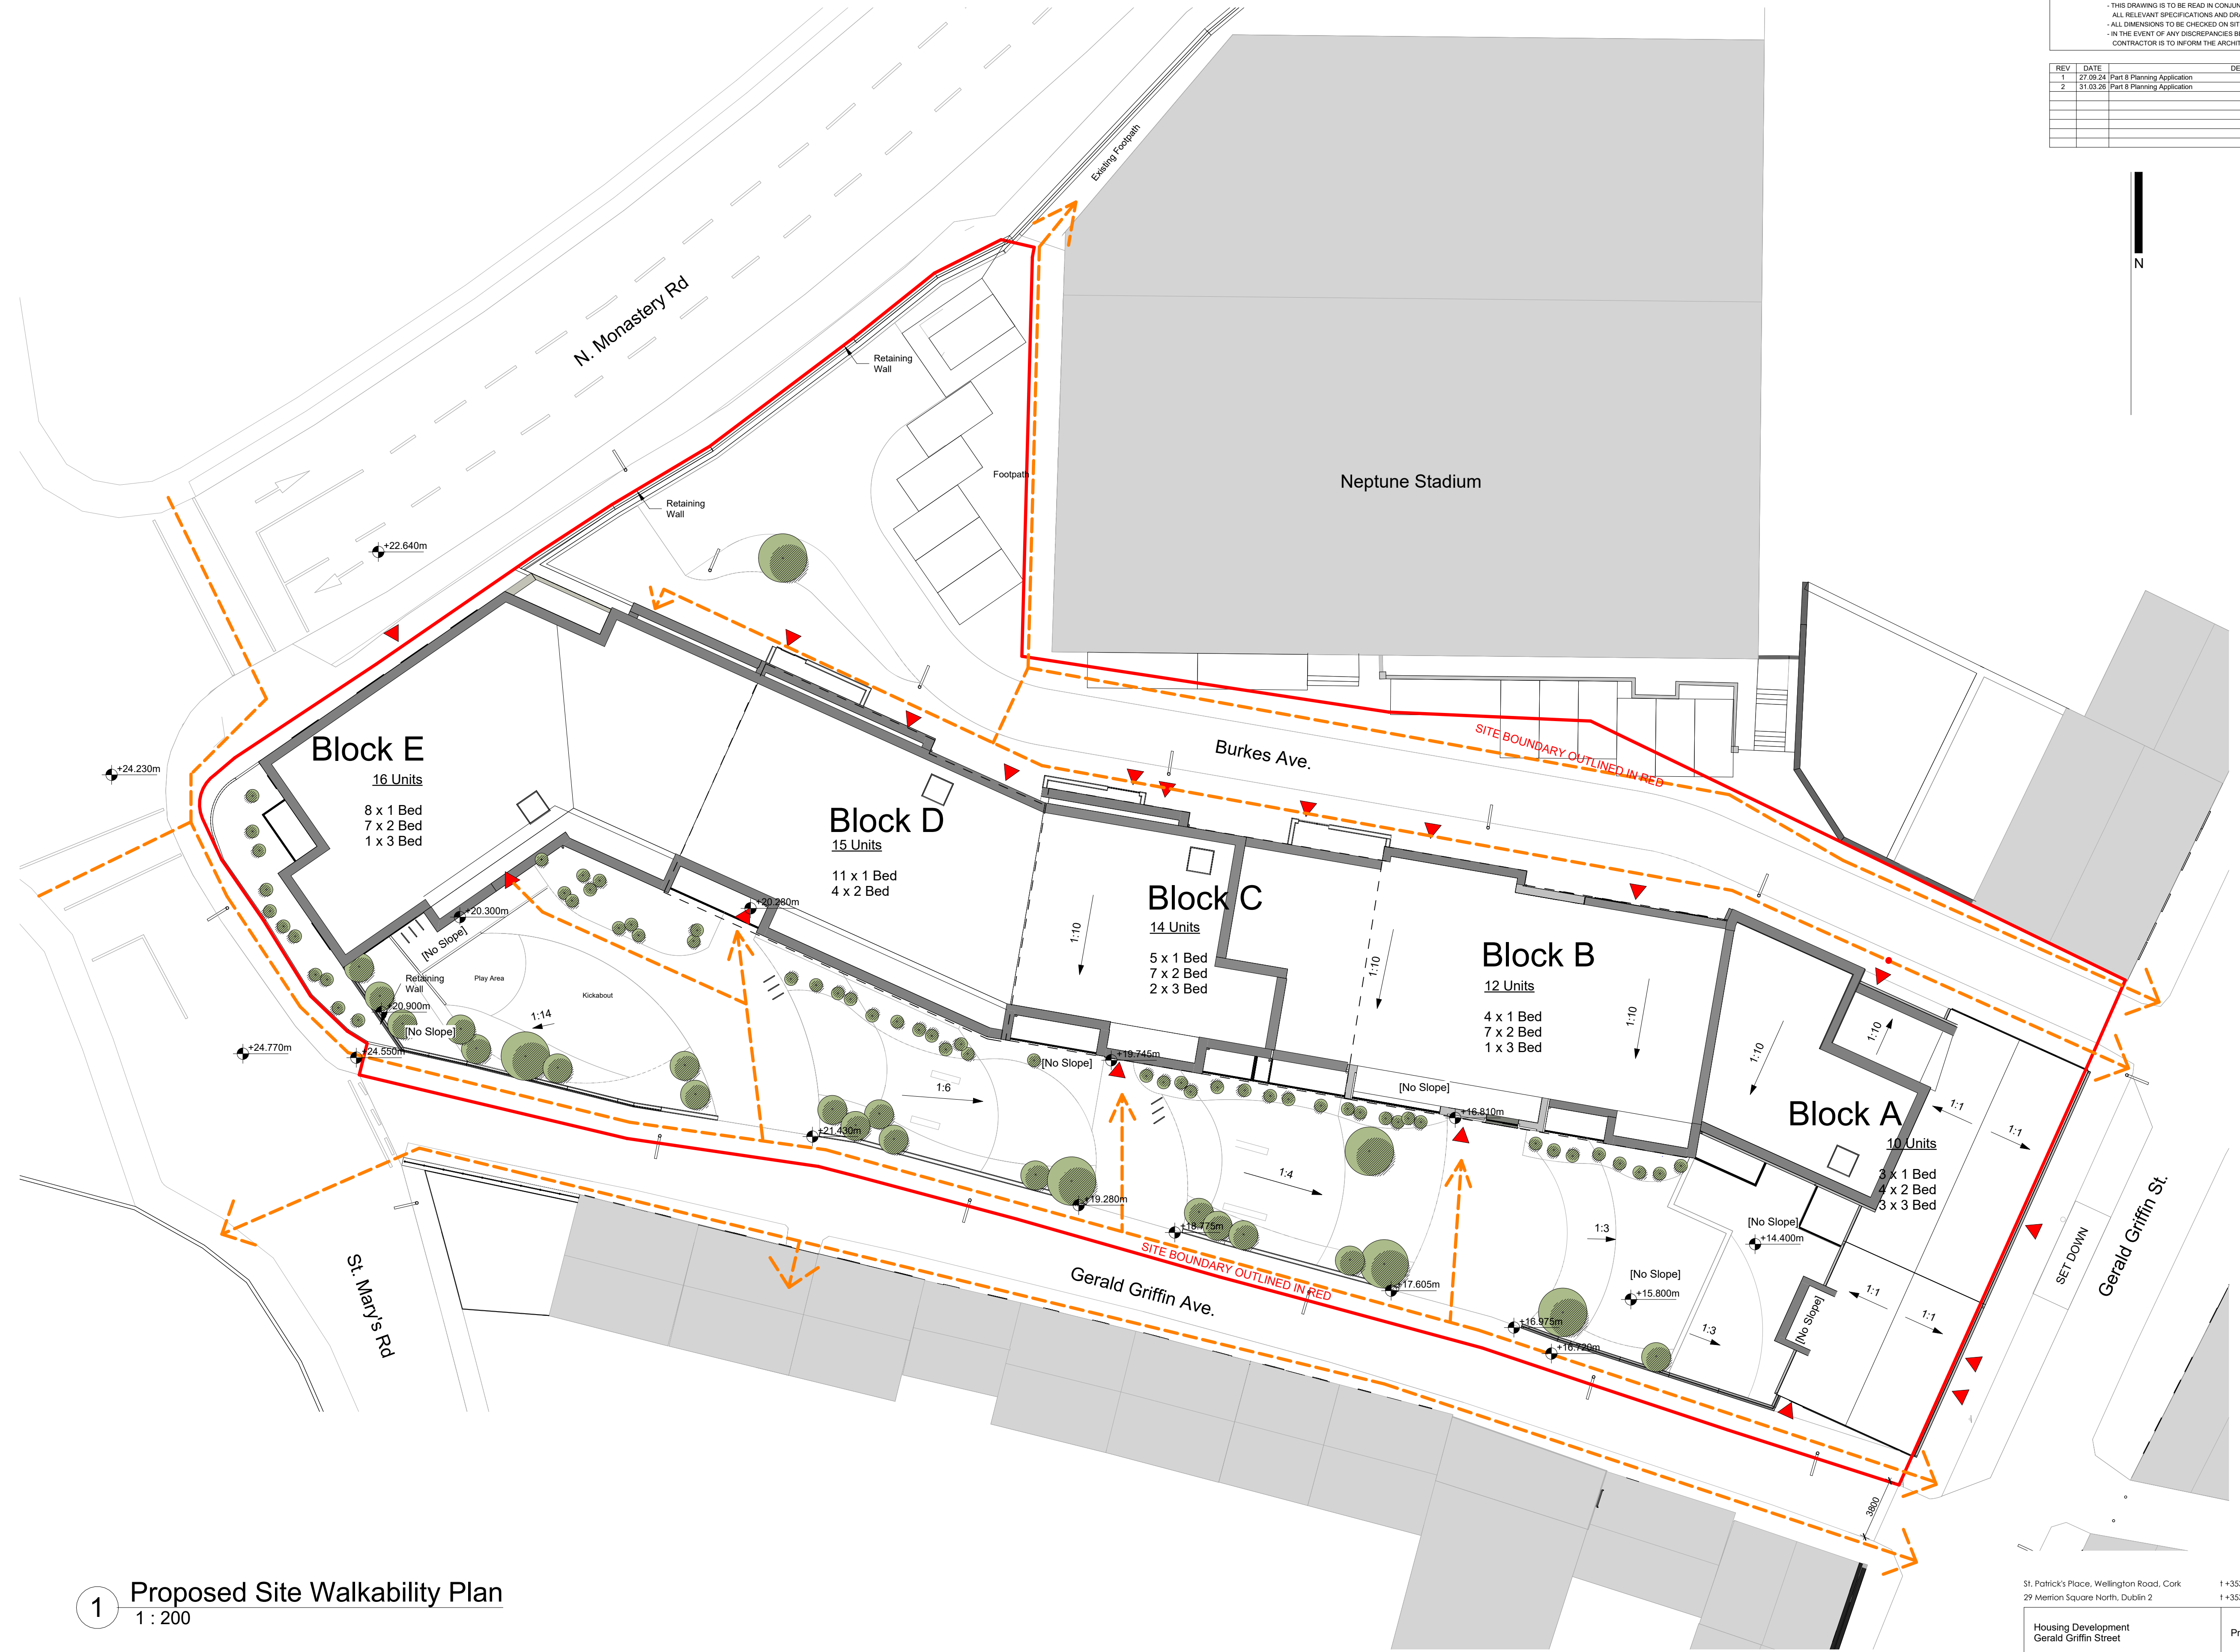 - THIS DRAWING IS TO BE READ IN
ALL RELEVANT SPECIFICATIONS AND
- ALL DIMENSIONS TO BE CHECKED ON
- IN THE EVENT OF ANY DISCREPANCIES
CONTRACTOR IS TO INFORM THE
REV DATE
1 27.09.24 Part 8 Planning Application
2 31.03.26 Part 8 Planning Application
N
Existing Footpath
N. Monastery Rd
Retaining
Wall
Footpath
Neptune Stadium
Retaining
Wall
+22.640m
Burkes Ave.
SITE BOUNDARY OUTLINED IN RED
+24.230m
Block E
16 Units
8 x 1 Bed
7 x 2 Bed
1 x 3 Bed
Block D
15 Units
11 x 1 Bed
4 x 2 Bed
Block C
14 Units
5 x 1 Bed
7 x 2 Bed
2 x 3 Bed
1:10
Block B
12 Units
4 x 1 Bed
7 x 2 Bed
1 x 3 Bed
1:10
1:10
Block A
10 Units
3 x 1 Bed
4 x 2 Bed
3 x 3 Bed
1:10
1:10
+20.300m
+20.280m
[No Slope]
Play Area
Kickabout
Retaining
Wall
+20.900m
[No Slope]
1:14
+24.770m
+24.550m
1:6
[No Slope]
+19.745m
[No Slope]
+16.810m
+21.430m
+19.280m
1:4
+18.775m
1:3
[No Slope]
+14.400m
[No Slope]
+15.800m
+17.605m
+16.975m
+16.720m
1:3
[No Slope]
1:1
1:1
1:1
1:1
SET DOWN
Gerald Griffin St.
SITE BOUNDARY OUTLINED IN RED
Gerald Griffin Ave.
St. Mary's Rd
3800
1 Proposed Site Walkability Plan
1 : 200
St. Patrick's Place, Wellington Road, Cork
29 Merrion Square North, Dublin 2
Housing Development
Gerald Griffin Street